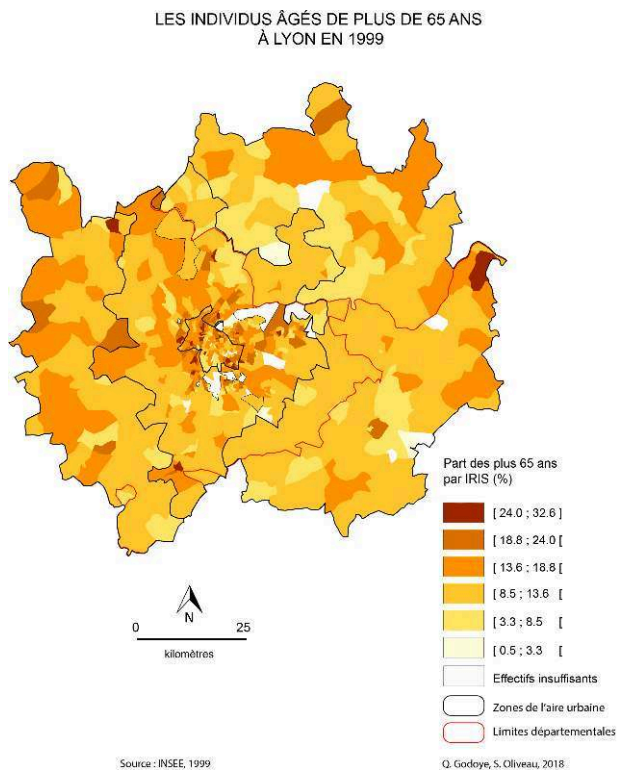 LES INDIVIDUS ÂGÉS DE PLUS DE 65 ANS
À LYON EN 1999
Part des plus 65 ans
par IRIS (%)
[ 24.0 ; 32.6 ]
[ 18.8 ; 24.0 [
[ 13.6 ; 18.8 [
[ 8.5 ; 13.6 [
[ 3.3 ; 8.5 [
[ 0.5 ; 3.3 [
Effectifs insuffisants
Zones de l'aire urbaine
Limites départementales
N
0 25
kilomètres
Source : INSEE, 1999
Q. Godoye, S. Oliveau, 2018